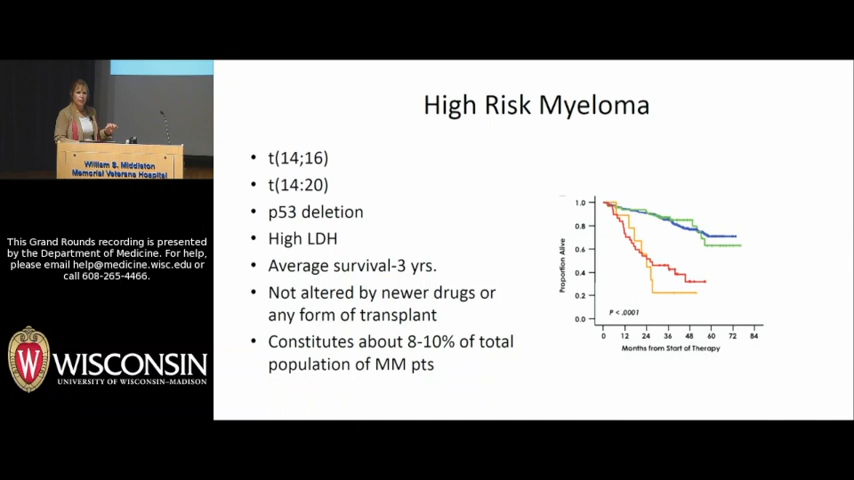 William S. Middleton
Memorial Veterans Hospital
This Grand Rounds recording is presented
by the Department of Medicine. For help,
please email help@medicine.wisc.edu or
call 608-265-4466.
W
WISCONSIN
UNIVERSITY OF WISCONSIN–MADISON
High Risk Myeloma
• t(14;16)
• t(14:20)
• p53 deletion
• High LDH
• Average survival-3 yrs.
• Not altered by newer drugs or
any form of transplant
• Constitutes about 8-10% of total
population of MM pts
Proportion Alive
1.0
0.8
0.6
0.4
0.2
0.0
P < .0001
0 12 24 36 48 60 72 84
Months from Start of Therapy